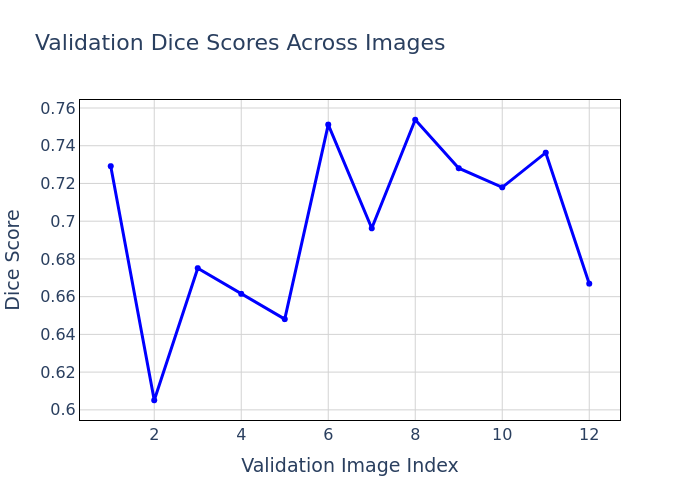 Validation Dice Scores Across Images
0.76
0.74
0.72
0.7
0.68
0.66
0.64
0.62
0.6
Dice Score
2 4 6 8 10 12
Validation Image Index